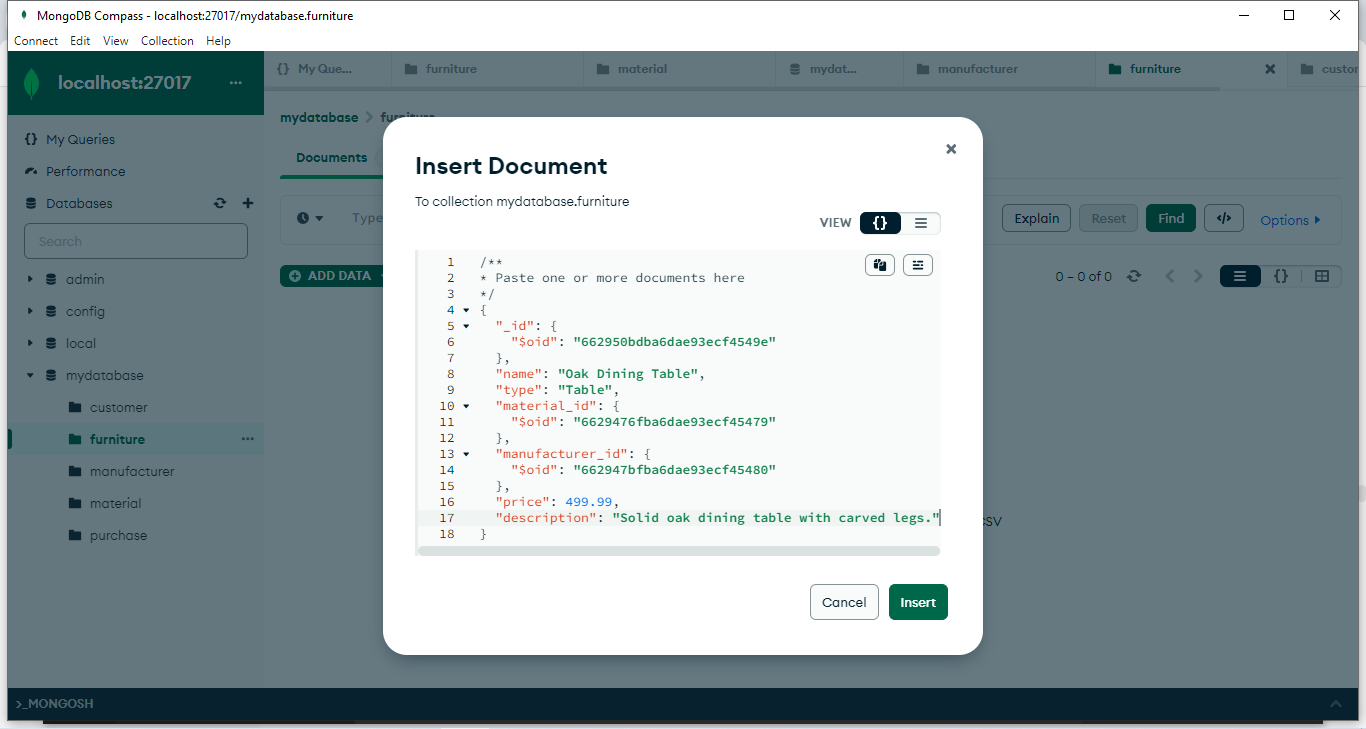 MongoDB Compass - localhost:27017/mydatabase.furniture
Connect Edit View Collection Help
localhost:27017 ...
{} My Que... furniture material mydat... manufacturer furniture custor
mydatabase > furniture
My Queries
Performance
Databases
Search
admin
config
local
mydatabase
customer
furniture ...
manufacturer
material
purchase
Documents
Type
Explain Reset Find </> Options
ADD DATA
0 – 0 of 0
{}
CSV
Insert Document
To collection mydatabase.furniture
VIEW {}
1 /**
2 * Paste one or more documents here
3 */
4 {
5 "_id": {
6 "$oid": "662950bdba6dae93ecf4549e"
7 },
8 "name": "Oak Dining Table",
9 "type": "Table",
10 "material_id": {
11 "$oid": "6629476fba6dae93ecf45479"
12 },
13 "manufacturer_id": {
14 "$oid": "662947bfba6dae93ecf45480"
15 },
16 "price": 499.99,
17 "description": "Solid oak dining table with carved legs."
18 }
Cancel Insert
>_MONGOSH